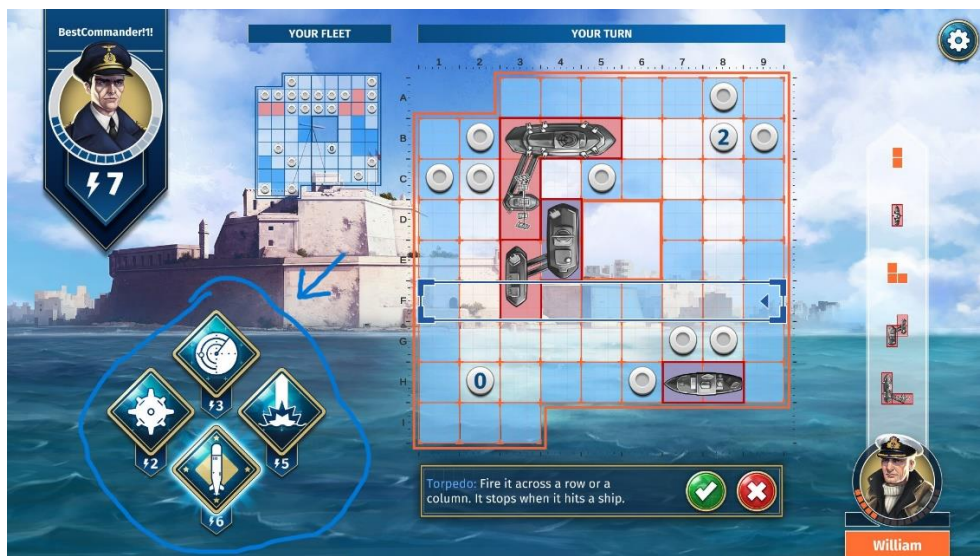 BestCommander!1!
7
YOUR FLEET
0
YOUR TURN
1 2 3 4 5 6 7 8 9
A
B
2
C
D
E
F
G
H
0
I
3
2
5
6
Torpedo: Fire it across a row or a
column. It stops when it hits a ship.
William